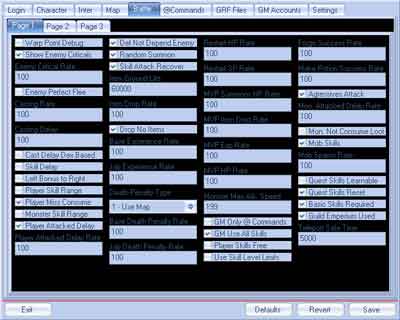 Login Character Inter Map Battle @Commands GRF Files GM Accounts Settings
Page 1 Page 2 Page 3
Warp Point Debug
Show Enemy Criticals
Enemy Critical Rate
100
Enemy Perfect Flee
Casting Rate
100
Casting Delay
100
Cast Delay Dex Based
Skill Delay
Left Bonus to Right
Player Skill Range
Player Miss Consume
Monster Skill Range
Player Attacked Delay
Player Attacked Delay Rate
100
Def Not Depend Enemy
Random Summon
Skill Attack Recover
Item Ground Life
60000
Item Drop Rate
100
Drop No Items
Base Experience Rate
100
Job Experience Rate
100
Death Penalty Type
1 - Use Map
Base Death Penalty Rate
100
Job Death Penalty Rate
100
Restart HP Rate
100
Restart SP Rate
100
MVP Summon HP Rate
100
MVP Item Drop Rate
100
MVP Exp Rate
100
MVP HP Rate
100
Monster Max Atk. Speed
199
GM Only @ Commands
GM Use All Skills
Player Skills Free
Use Skill Level Limits
Forge Success Rate
100
Make Potion Success Rate
100
Agressives Attack
Mon. Attacked Delay Rate
100
Mon. Not Consume Loot
Mob Skills
Mob Spawn Rate
100
Quest Skills Learnable
Quest Skills Reset
Basic Skills Required
Guild Emperium Used
Teleport Safe Time
5000
Exit Defaults Revert Save